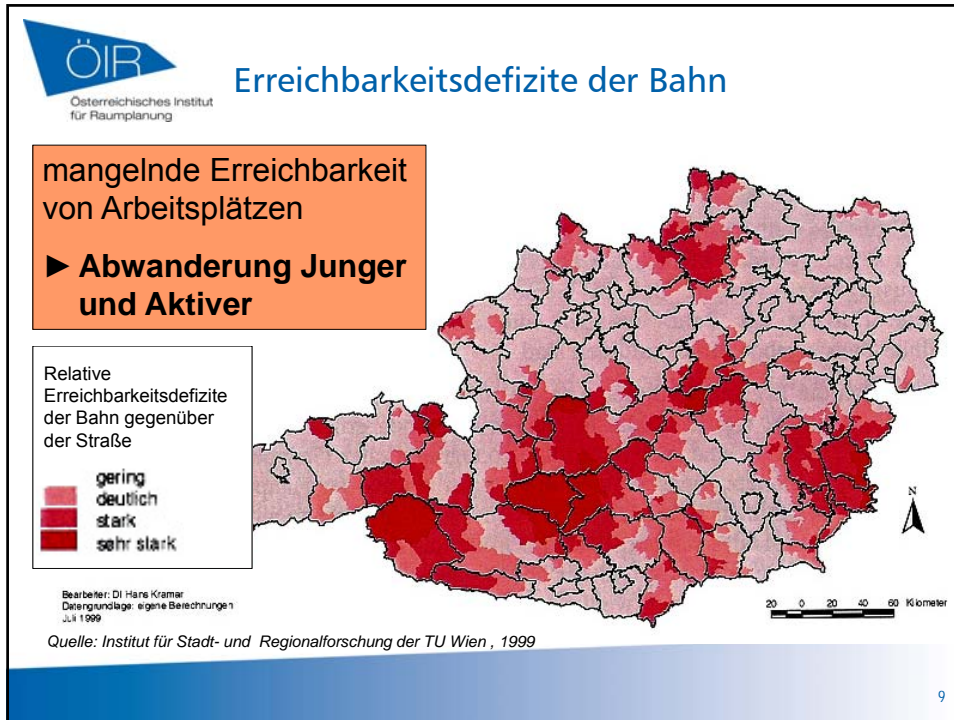 ÖIR
Österreichisches Institut
für Raumplanung
Erreichbarkeitsdefizite der Bahn
mangelnde Erreichbarkeit
von Arbeitsplätzen
► Abwanderung Junger
und Aktiver
Relative
Erreichbarkeitsdefizite
der Bahn gegenüber
der Straße
gering
deutlich
stark
sehr stark
N
20 0 20 40 60 Kilometer
Bearbeiter: DI Hans Kramar
Datengrundlage: eigene Berechnungen
Juli 1999
Quelle: Institut für Stadt- und Regionalforschung der TU Wien , 1999
9